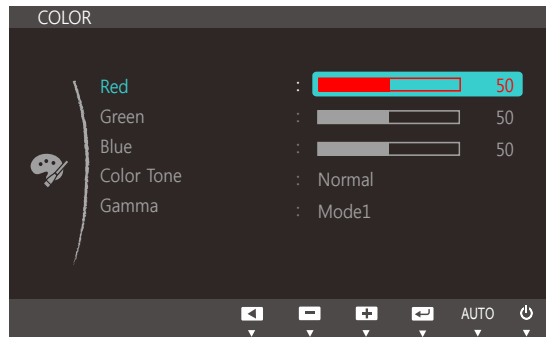 COLOR
Red : 50
Green : 50
Blue : 50
Color Tone : Normal
Gamma : Mode1
AUTO